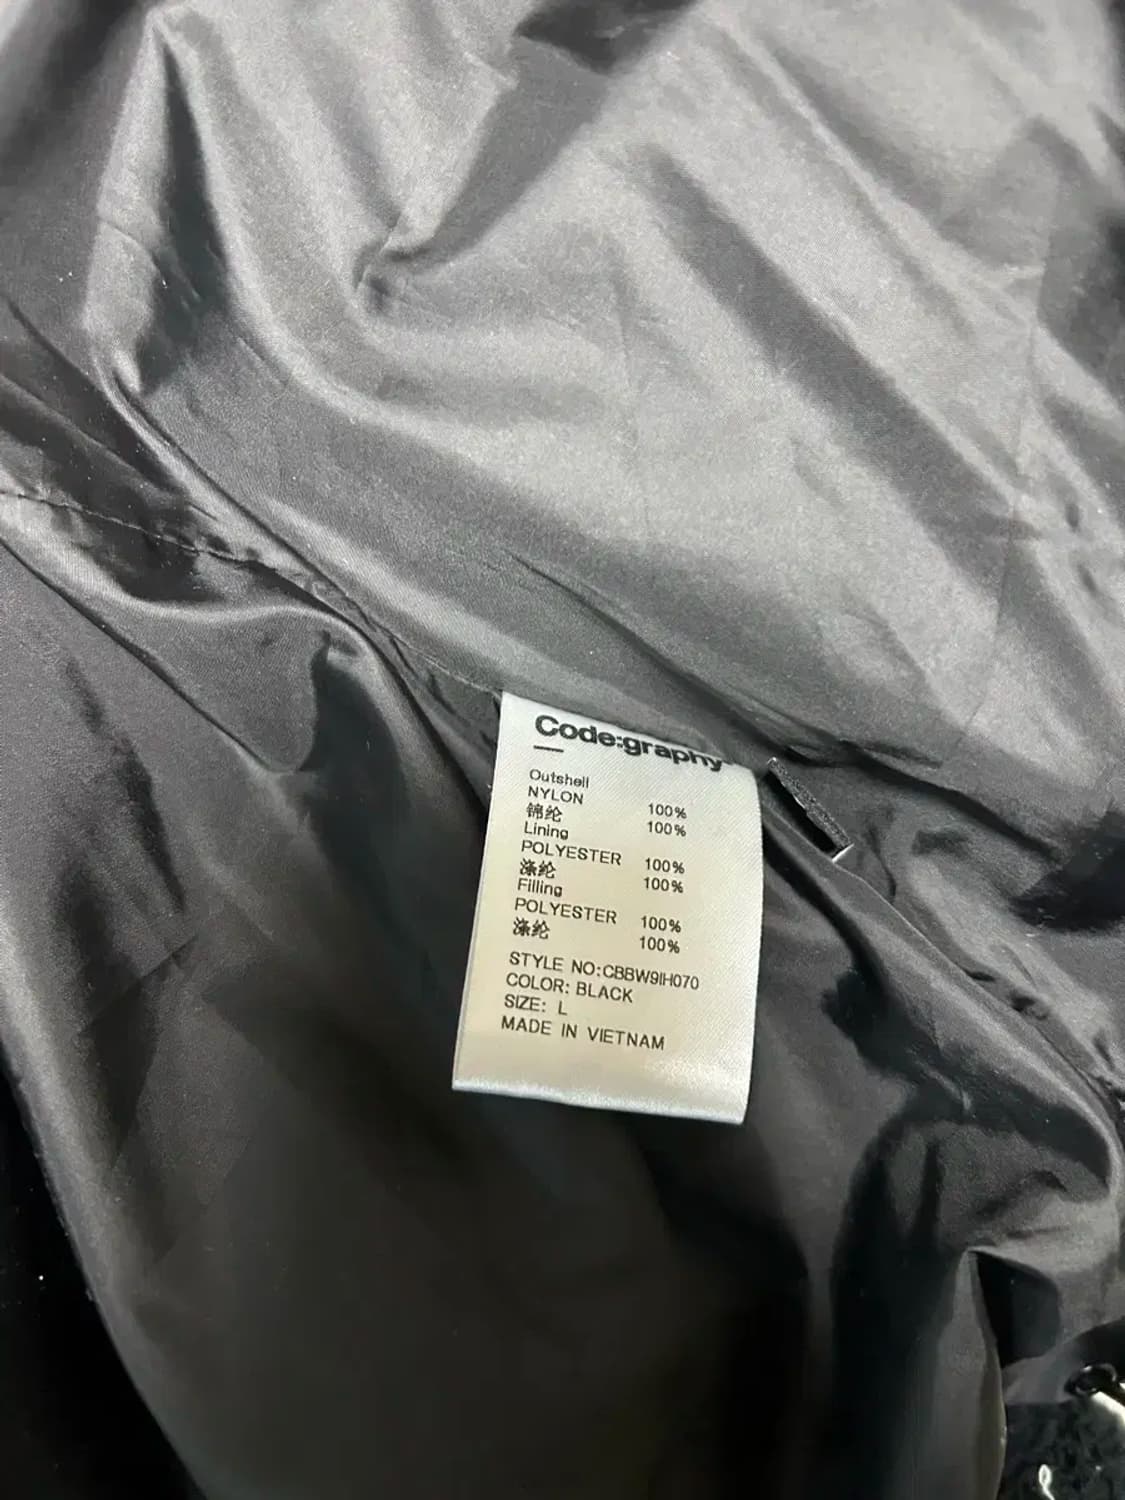 Code:graphy
Outshell
NYLON 100%
锦纶 100%
Lining
POLYESTER 100%
涤纶 100%
Filling
POLYESTER 100%
涤纶 100%
STYLE NO:CBBW9IH070
COLOR: BLACK
SIZE: L
MADE IN VIETNAM